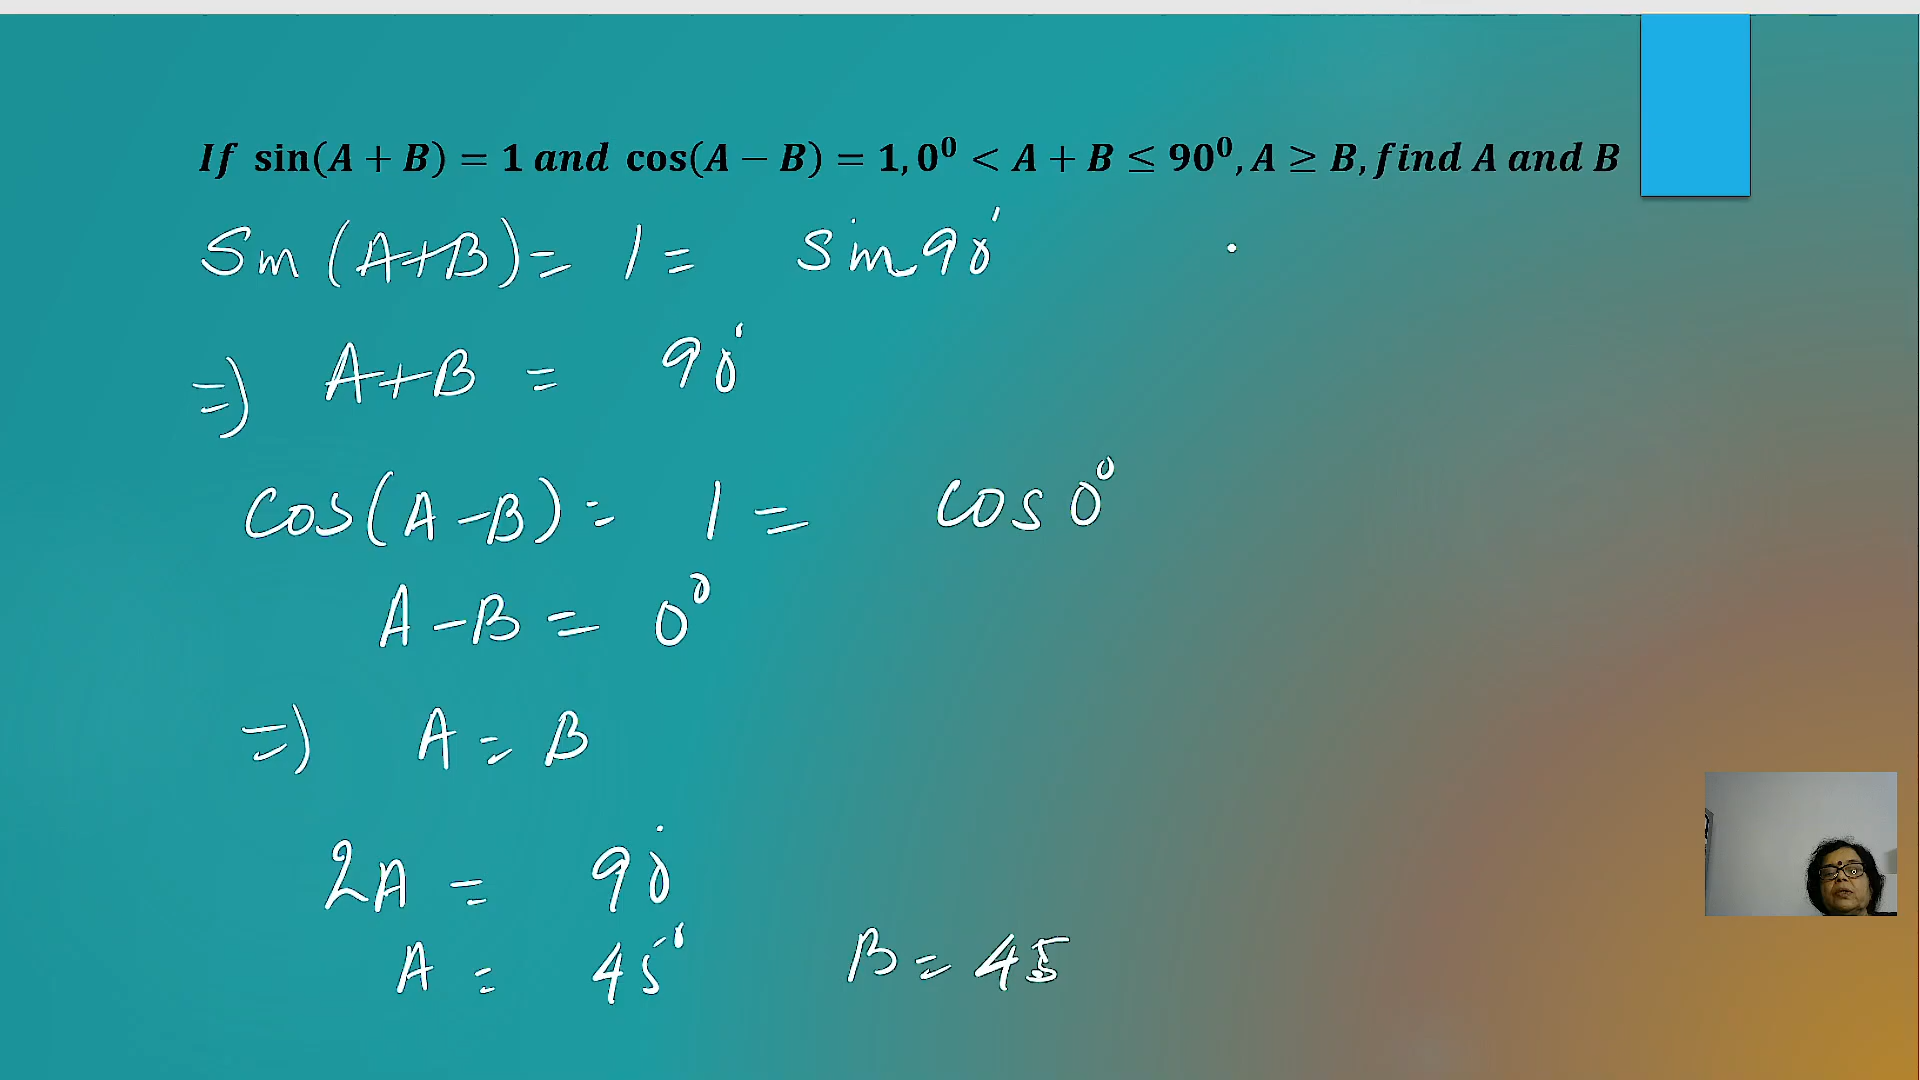 If sin(A + B) = 1 and cos(A − B) = 1, 0⁰ < A + B ≤ 90⁰, A ≥ B, find A and B
Sin (A+B) = 1 = sin 90°
=) A+B = 90°
Cos(A-B) = 1 = cos 0°
A-B = 0°
=) A = B
2A = 90°
A = 45° B = 45